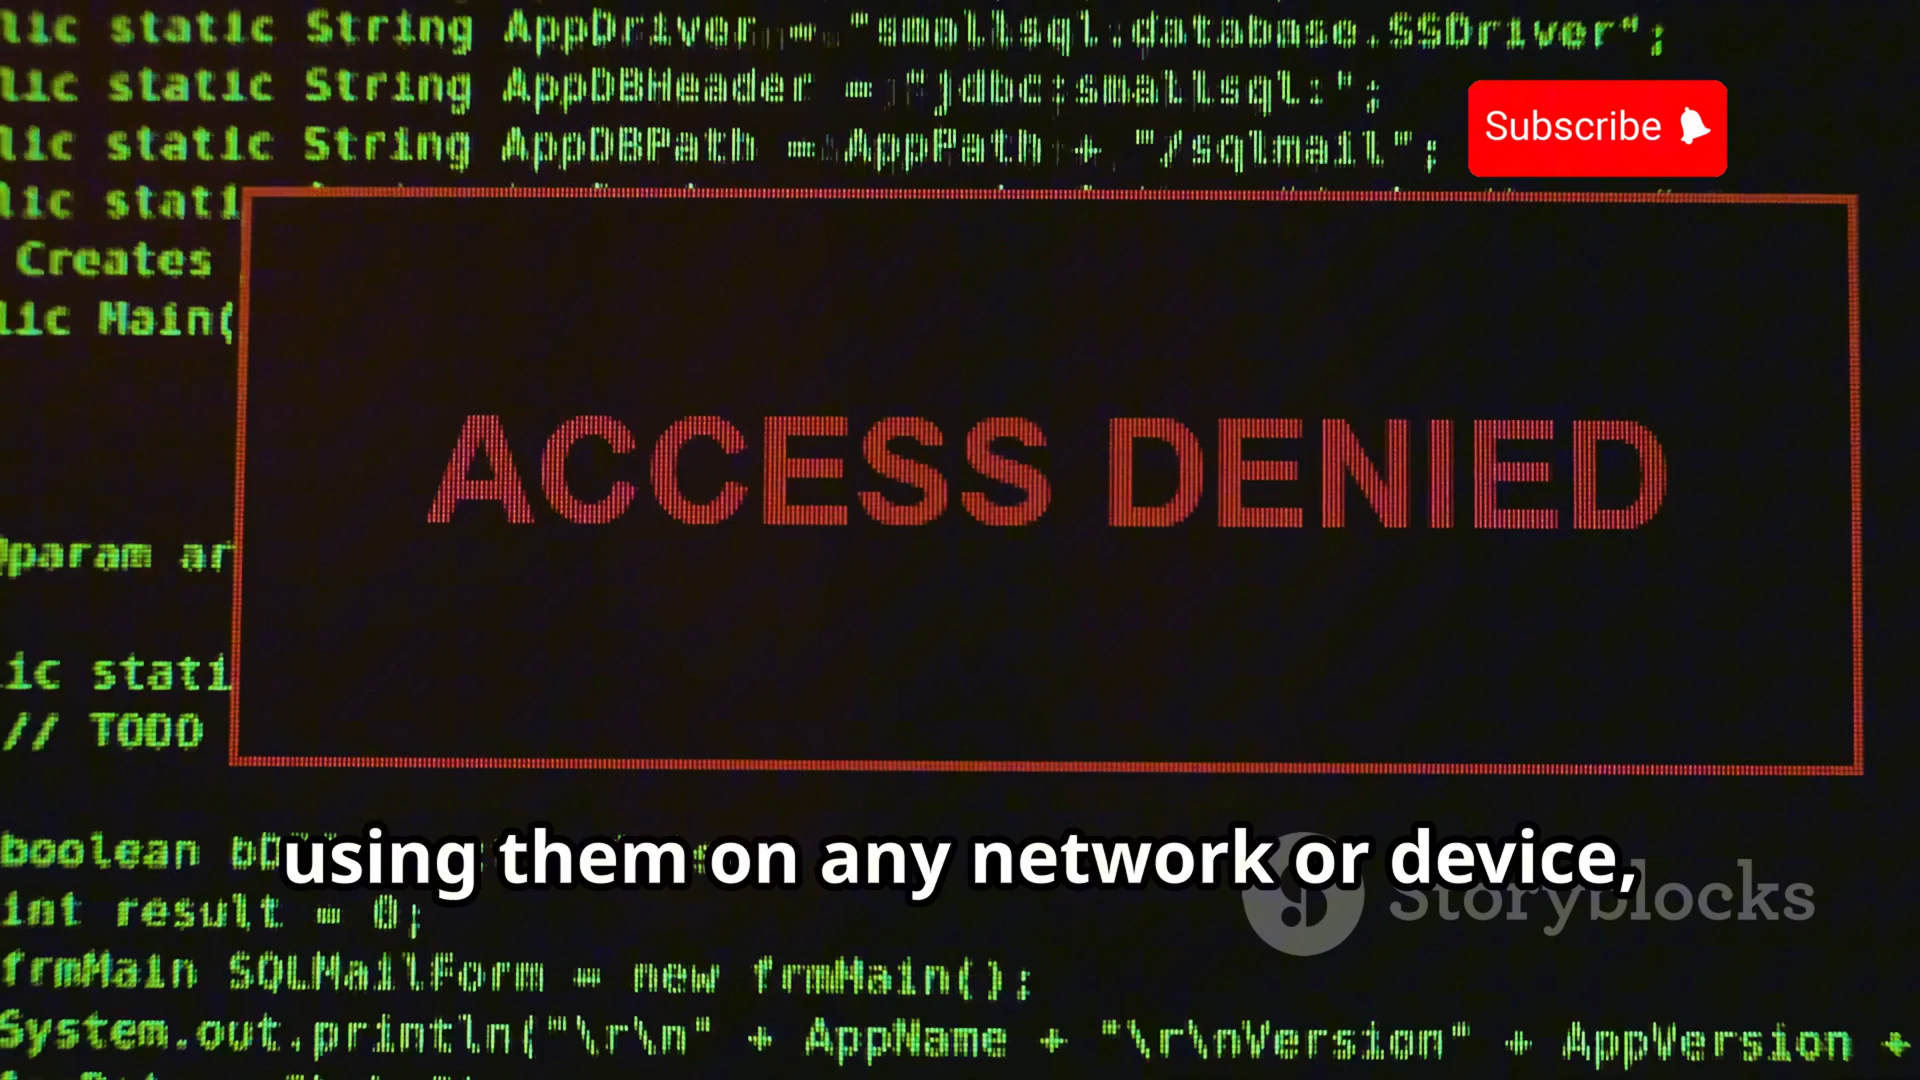 lic static String AppDriver = "smallsql.database.SSDriver";
lic static String AppDBHeader = "jdbc:smallsql:";
Subscribe
lic static String AppDBPath = AppPath + "/sqlmail";
lic stati
Creates
lic Main(
ACCESS DENIED
@param ar
ic stati
// TODO
boolean
using them on any network or device,
Storyblocks
int result = 0;
frmMain SQLMailForm = new frmMain();
System.out.println("\r\n" + AppName + "\r\nVersion" + AppVersion +